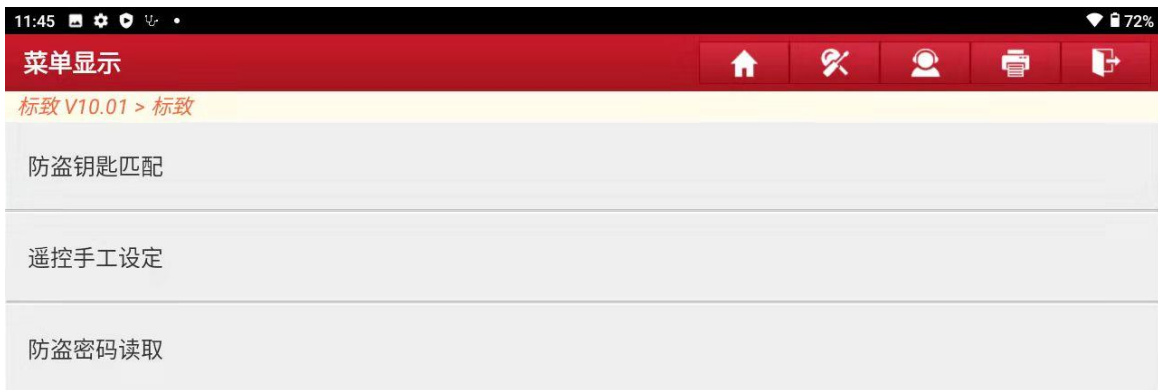 11:45
72%
菜单显示
标致 V10.01 > 标致
防盗钥匙匹配
遥控手工设定
防盗密码读取